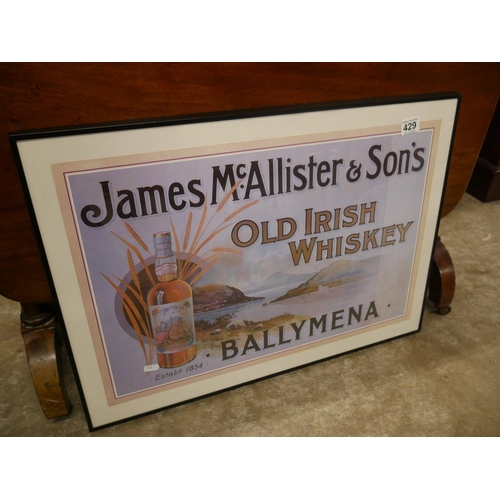 429
James McAllister & Son's
OLD IRISH
WHISKEY
· BALLYMENA ·
ESTABD 1854